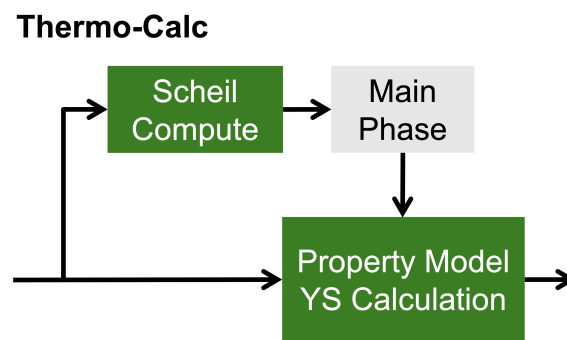 Thermo-Calc
Scheil
Compute
Main
Phase
Property Model
YS Calculation